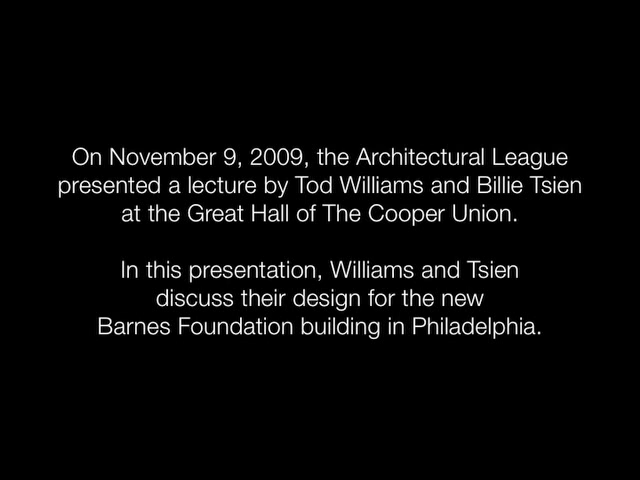 On November 9, 2009, the Architectural League
presented a lecture by Tod Williams and Billie Tsien
at the Great Hall of The Cooper Union.
In this presentation, Williams and Tsien
discuss their design for the new
Barnes Foundation building in Philadelphia.